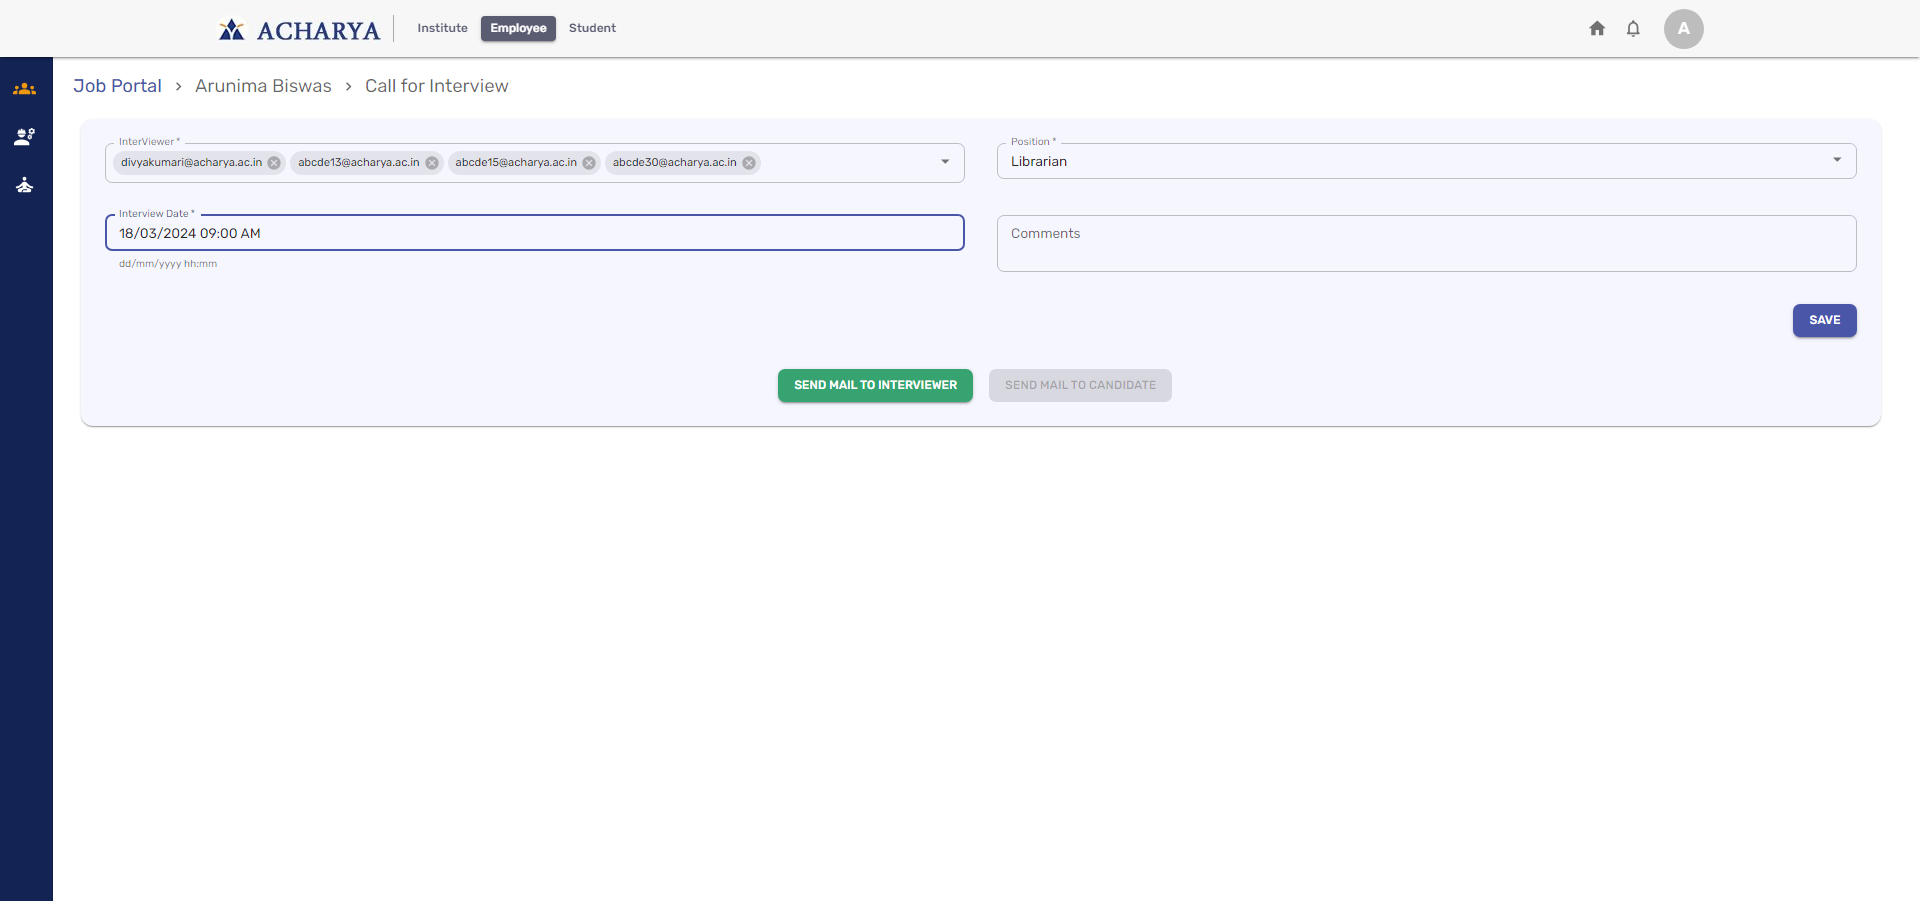 ACHARYA
Institute
Employee
Student
A
Job Portal › Arunima Biswas › Call for Interview
InterViewer *
divyakumari@acharya.ac.in
abcde13@acharya.ac.in
abcde15@acharya.ac.in
abcde30@acharya.ac.in
Position *
Librarian
Interview Date *
18/03/2024 09:00 AM
dd/mm/yyyy hh:mm
Comments
SAVE
SEND MAIL TO INTERVIEWER
SEND MAIL TO CANDIDATE